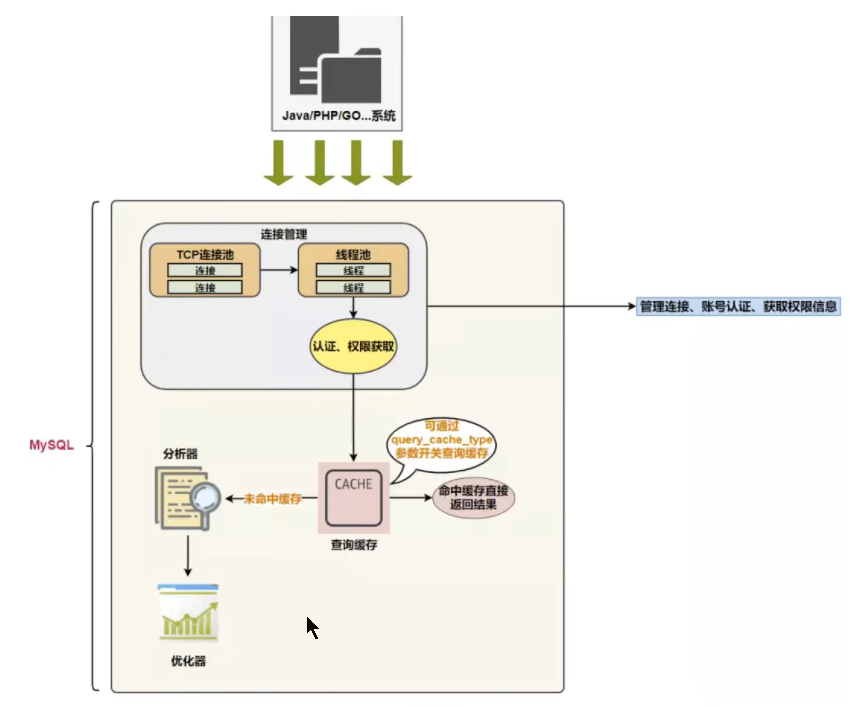 Java/PHP/GO...系统
连接管理
TCP连接池
连接
连接
线程池
线程
线程
认证、权限获取
管理连接、账号认证、获取权限信息
MySQL
可通过
query_cache_type
参数开关查询缓存
分析器
CACHE
未命中缓存
命中缓存直接
返回结果
查询缓存
优化器